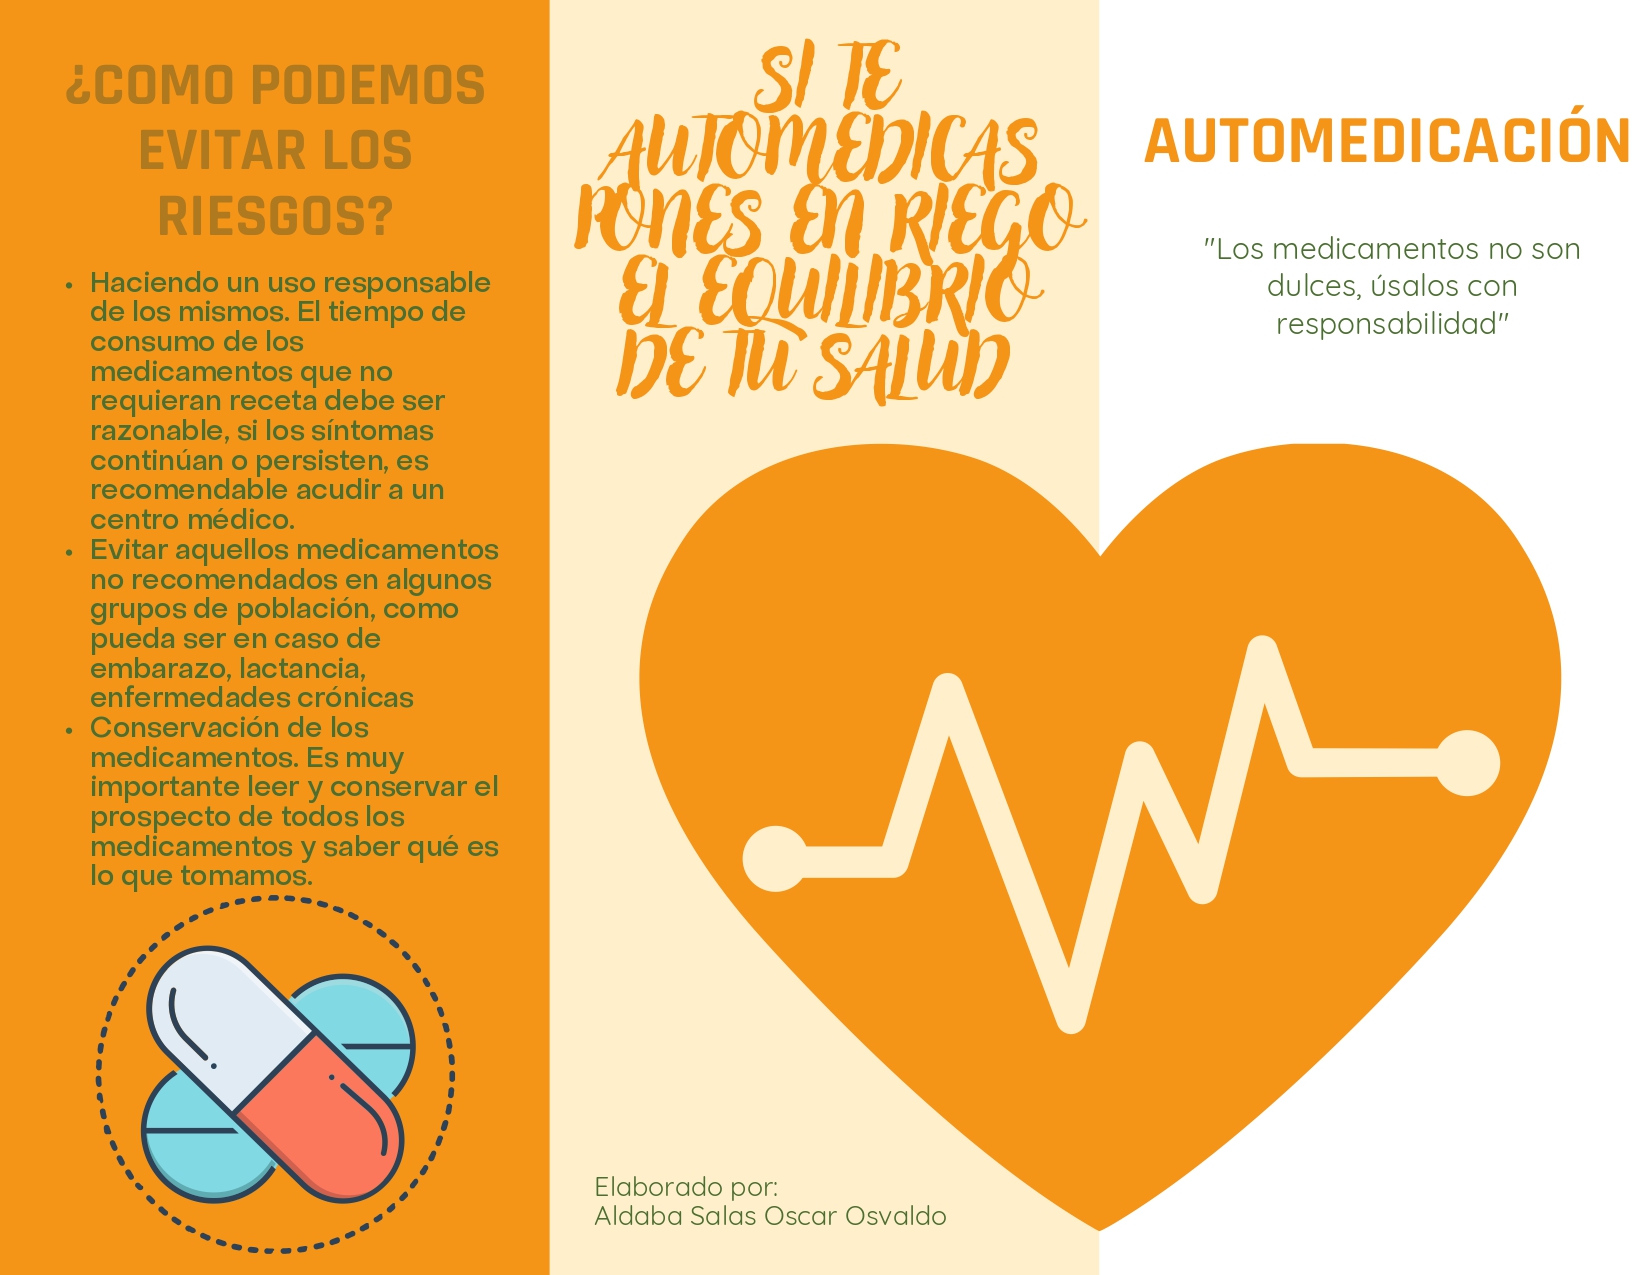 ¿COMO PODEMOS
EVITAR LOS
RIESGOS?
• Haciendo un uso responsable
de los mismos. El tiempo de
consumo de los
medicamentos que no
requieran receta debe ser
razonable, si los síntomas
continúan o persisten, es
recomendable acudir a un
centro médico.
• Evitar aquellos medicamentos
no recomendados en algunos
grupos de población, como
pueda ser en caso de
embarazo, lactancia,
enfermedades crónicas
• Conservación de los
medicamentos. Es muy
importante leer y conservar el
prospecto de todos los
medicamentos y saber qué es
lo que tomamos.
SI TE
AUTOMEDICAS
PONES EN RIEGO
EL EQUILIBRIO
DE TU SALUD
Elaborado por:
Aldaba Salas Oscar Osvaldo
AUTOMEDICACIÓN
"Los medicamentos no son
dulces, úsalos con
responsabilidad"